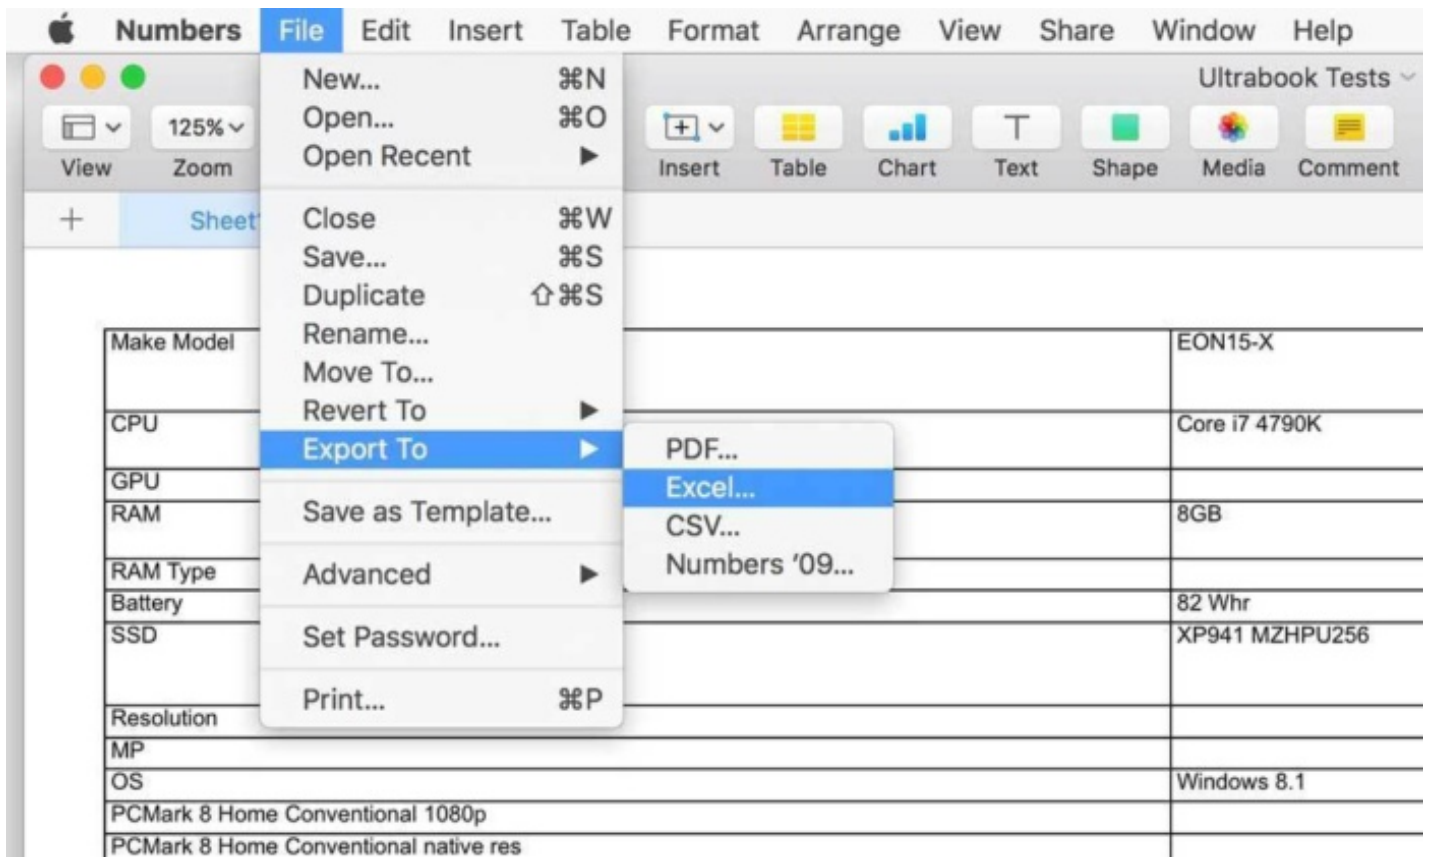 Numbers File Edit Insert Table Format Arrange View Share Window Help
Ultrabook Tests
125%
View Zoom Insert Table Chart Text Shape Media Comment
+ Sheet
New... ⌘N
Open... ⌘O
Open Recent ▶
Close ⌘W
Save... ⌘S
Duplicate ⇧⌘S
Rename...
Move To...
Revert To ▶
Export To ▶
Save as Template...
Advanced ▶
Set Password...
Print... ⌘P
PDF...
Excel...
CSV...
Numbers '09...
Make Model EON15-X
CPU Core i7 4790K
GPU
RAM 8GB
RAM Type
Battery 82 Whr
SSD XP941 MZHPU256
Resolution
MP
OS Windows 8.1
PCMark 8 Home Conventional 1080p
PCMark 8 Home Conventional native res